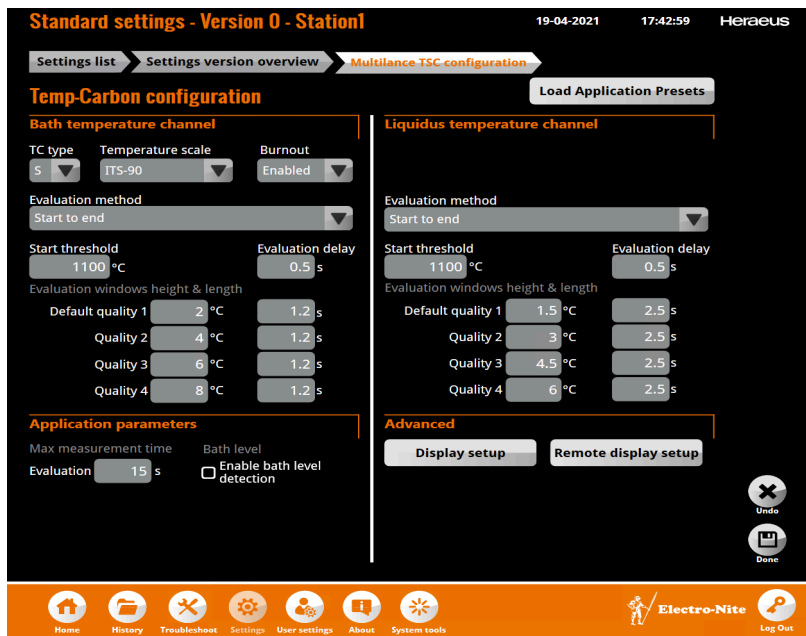 Standard settings - Version 0 - Station1
19-04-2021
17:42:59
Heraeus
Settings list
Settings version overview
Multilance TSC configuration
Temp-Carbon configuration
Load Application Presets
Bath temperature channel
TC type Temperature scale Burnout
S ITS-90 Enabled
Evaluation method
Start to end
Start threshold Evaluation delay
1100 °C 0.5 s
Evaluation windows height & length
Default quality 1 2 °C 1.2 s
Quality 2 4 °C 1.2 s
Quality 3 6 °C 1.2 s
Quality 4 8 °C 1.2 s
Liquidus temperature channel
Evaluation method
Start to end
Start threshold Evaluation delay
1100 °C 0.5 s
Evaluation windows height & length
Default quality 1 1.5 °C 2.5 s
Quality 2 3 °C 2.5 s
Quality 3 4.5 °C 2.5 s
Quality 4 6 °C 2.5 s
Application parameters
Max measurement time Bath level
Evaluation 15 s Enable bath level
detection
Advanced
Display setup Remote display setup
Undo
Done
Home History Troubleshoot Settings User settings About System tools
Electro-Nite
Log Out